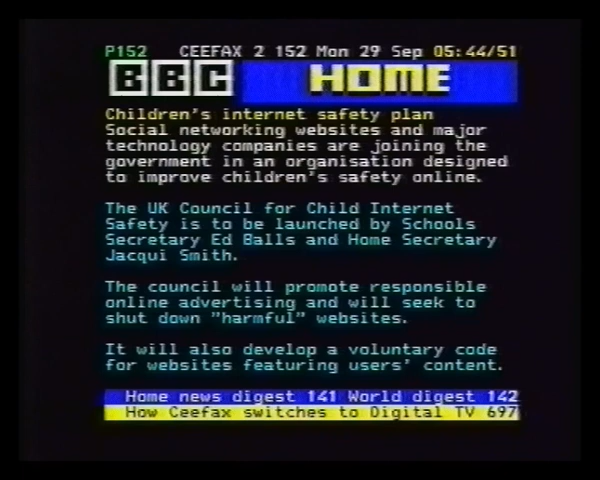 P152 CEEFAX 2 152 Mon 29 Sep 05:44/51
BBC HOME
Children's internet safety plan
Social networking websites and major
technology companies are joining the
government in an organisation designed
to improve children's safety online.
The UK Council for Child Internet
Safety is to be launched by Schools
Secretary Ed Balls and Home Secretary
Jacqui Smith.
The council will promote responsible
online advertising and will seek to
shut down "harmful" websites.
It will also develop a voluntary code
for websites featuring users' content.
Home news digest 141 World digest 142
How Ceefax switches to Digital TV 697